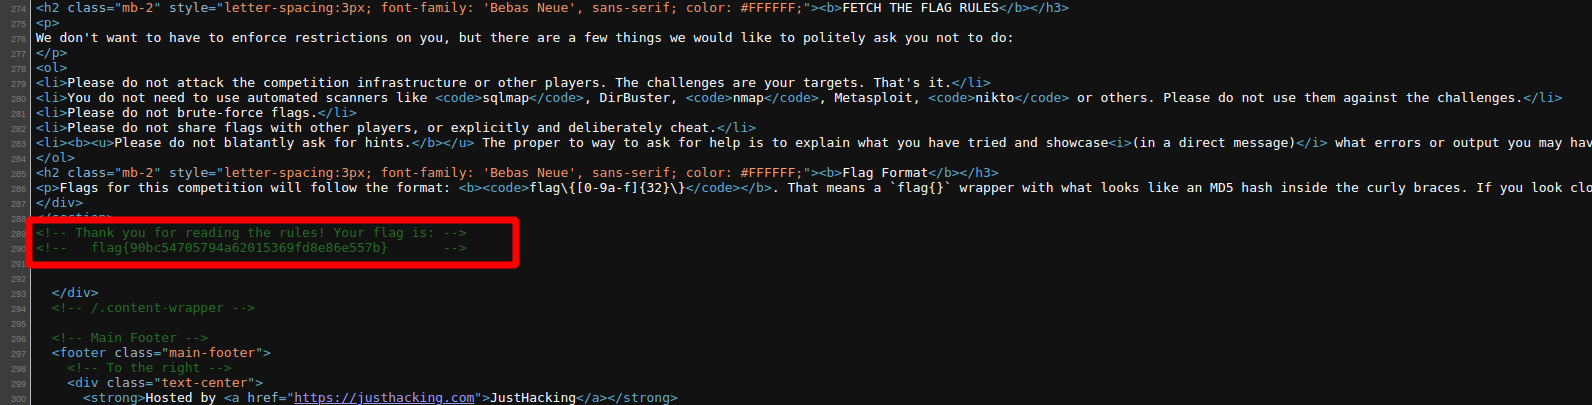 274 <h2 class="mb-2" style="letter-spacing:3px; font-family: 'Bebas Neue', sans-serif; color: #FFFFFF;"><b>FETCH THE FLAG RULES</b></h3>
275 <p>
276 We don't want to have to enforce restrictions on you, but there are a few things we would like to politely ask you not to do:
277 </p>
278 <ol>
279 <li>Please do not attack the competition infrastructure or other players. The challenges are your targets. That's it.</li>
280 <li>You do not need to use automated scanners like <code>sqlmap</code>, DirBuster, <code>nmap</code>, Metasploit, <code>nikto</code> or others. Please do not use them against the challenges.</li>
281 <li>Please do not brute-force flags.</li>
282 <li>Please do not share flags with other players, or explicitly and deliberately cheat.</li>
283 <li><b><u>Please do not blatantly ask for hints.</b></u> The proper to way to ask for help is to explain what you have tried and showcase<i>(in a direct message)</i> what errors or output you may hav
284 </ol>
285 <h2 class="mb-2" style="letter-spacing:3px; font-family: 'Bebas Neue', sans-serif; color: #FFFFFF;"><b>Flag Format</b></h3>
286 <p>Flags for this competition will follow the format: <b><code>flag\{[0-9a-f]{32}\}</code></b>. That means a `flag{}` wrapper with what looks like an MD5 hash inside the curly braces. If you look clo
287 </div>
288 </section>
289 <!-- Thank you for reading the rules! Your flag is: -->
290 <!--   flag{90bc54705794a62015369fd8e86e557b}       -->
291
292
293   </div>
294   <!-- /.content-wrapper -->
295
296   <!-- Main Footer -->
297   <footer class="main-footer">
298     <!-- To the right -->
299     <div class="text-center">
300       <strong>Hosted by <a href="https://justhacking.com">JustHacking</a></strong>